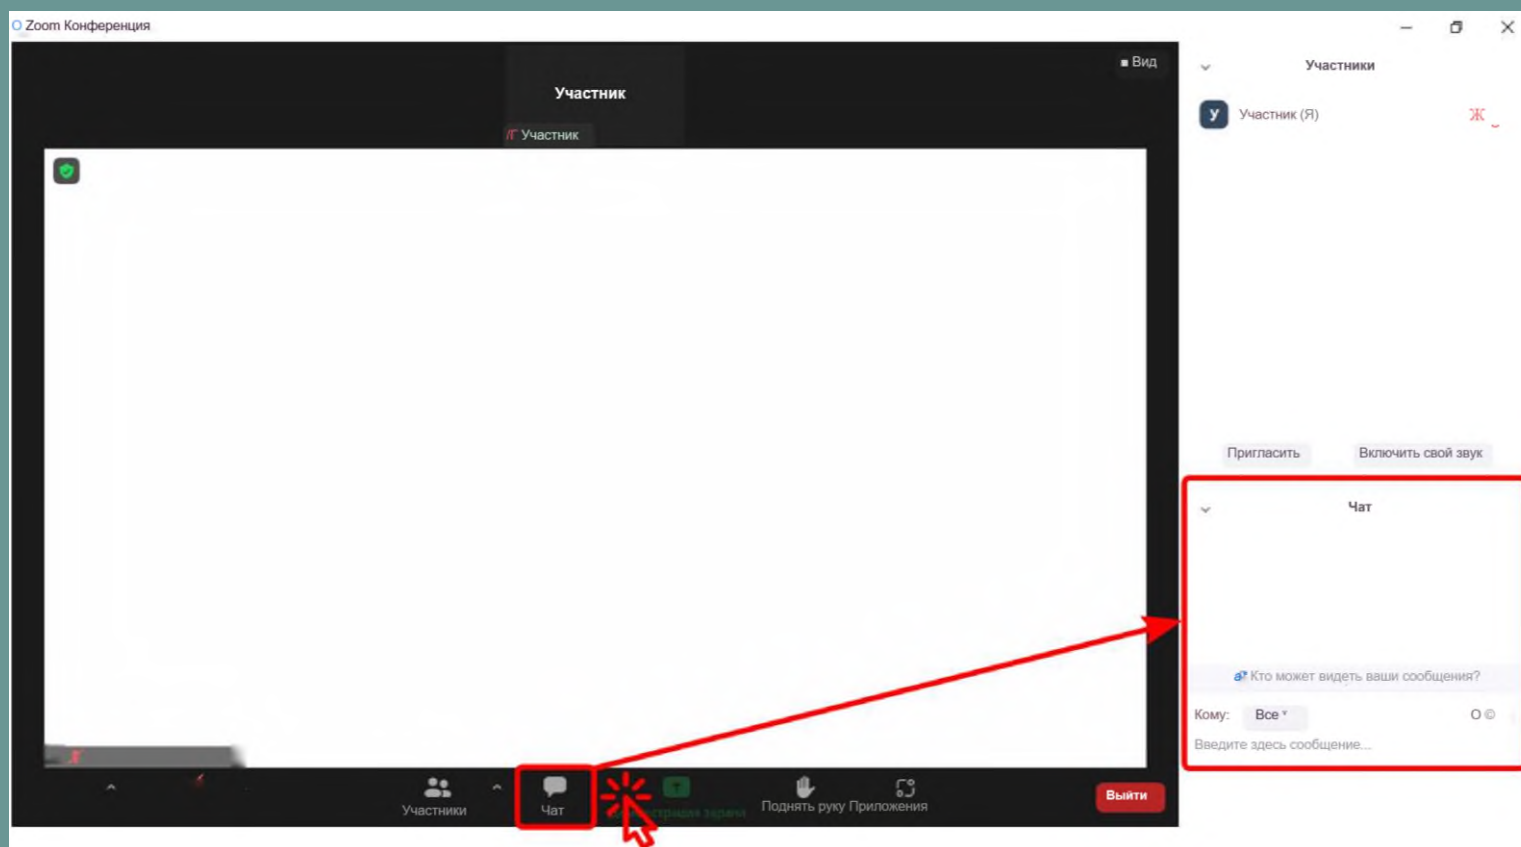 Zoom Конференция
Вид
Участник
Участник
Участники
У Участник (Я)
Пригласить Включить свой звук
Чат
Кто может видеть ваши сообщения?
Кому: Все
Введите здесь сообщение...
Участники
Чат
Поднять руку Приложения
Выйти